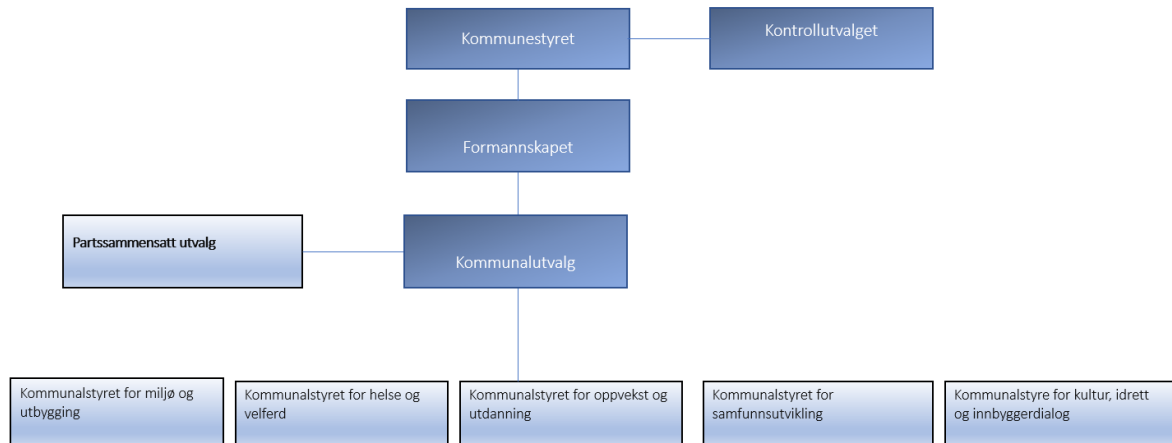 Kommunestyret
Kontrollutvalget
Formannskapet
Partssammensatt utvalg
Kommunalutvalg
Kommunalstyret for miljø og
utbygging
Kommunalstyret for helse og
velferd
Kommunalstyret for oppvekst og
utdanning
Kommunalstyret for
samfunnsutvikling
Kommunalstyre for kultur, idrett
og innbyggerdialog